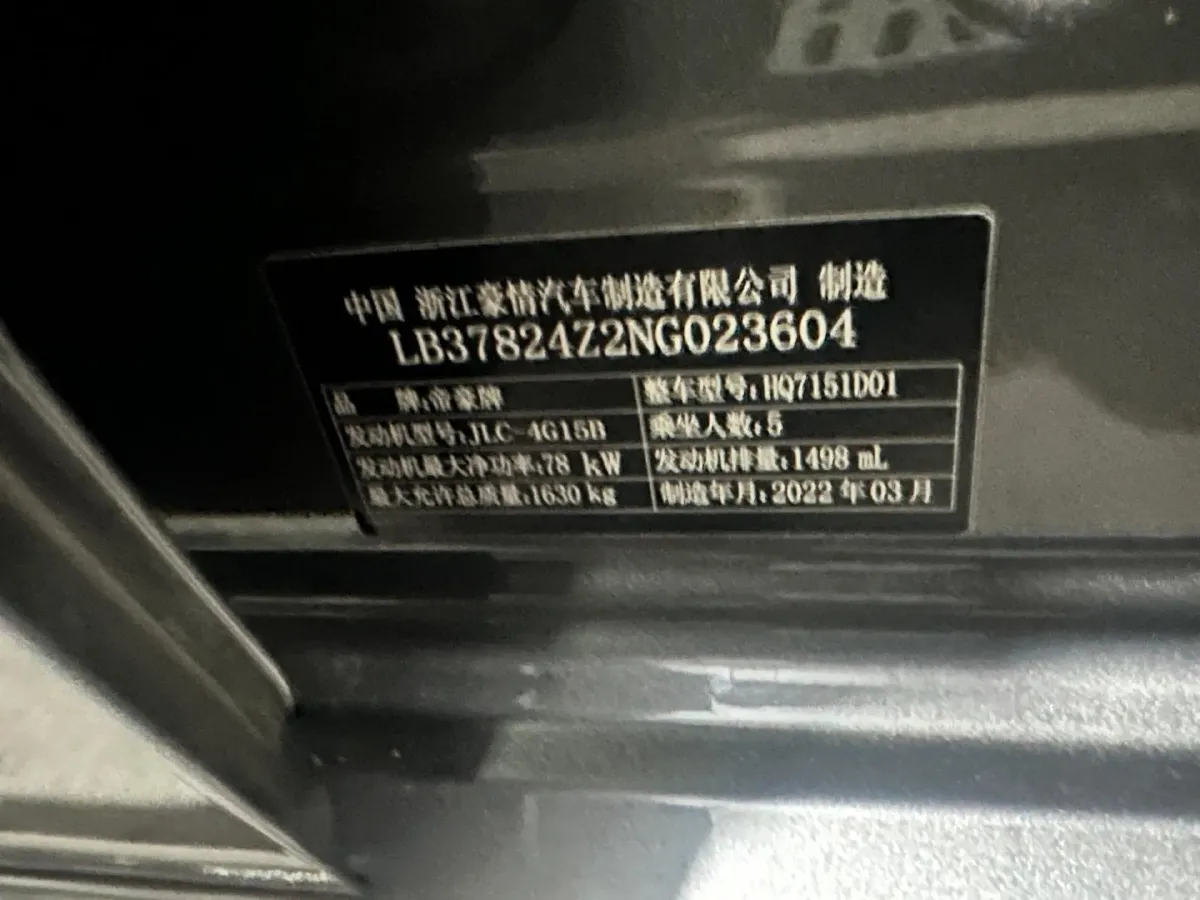 中国 浙江豪情汽车制造有限公司 制造
LB37824Z2NG023604
品 牌:帝豪牌 整车型号:HQ7151D01
发动机型号:JLC-4G15B 乘坐人数:5
发动机最大净功率:78 kW 发动机排量:1498 mL
最大允许总质量:1630 kg 制造年月:2022 年 03 月